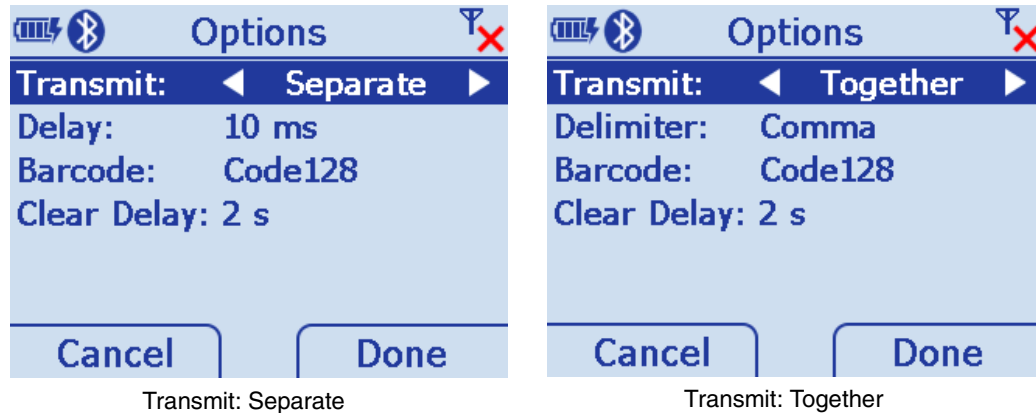 Options
Transmit: Separate
Delay: 10 ms
Barcode: Code128
Clear Delay: 2 s
Cancel Done
Transmit: Separate
Options
Transmit: Together
Delimiter: Comma
Barcode: Code128
Clear Delay: 2 s
Cancel Done
Transmit: Together